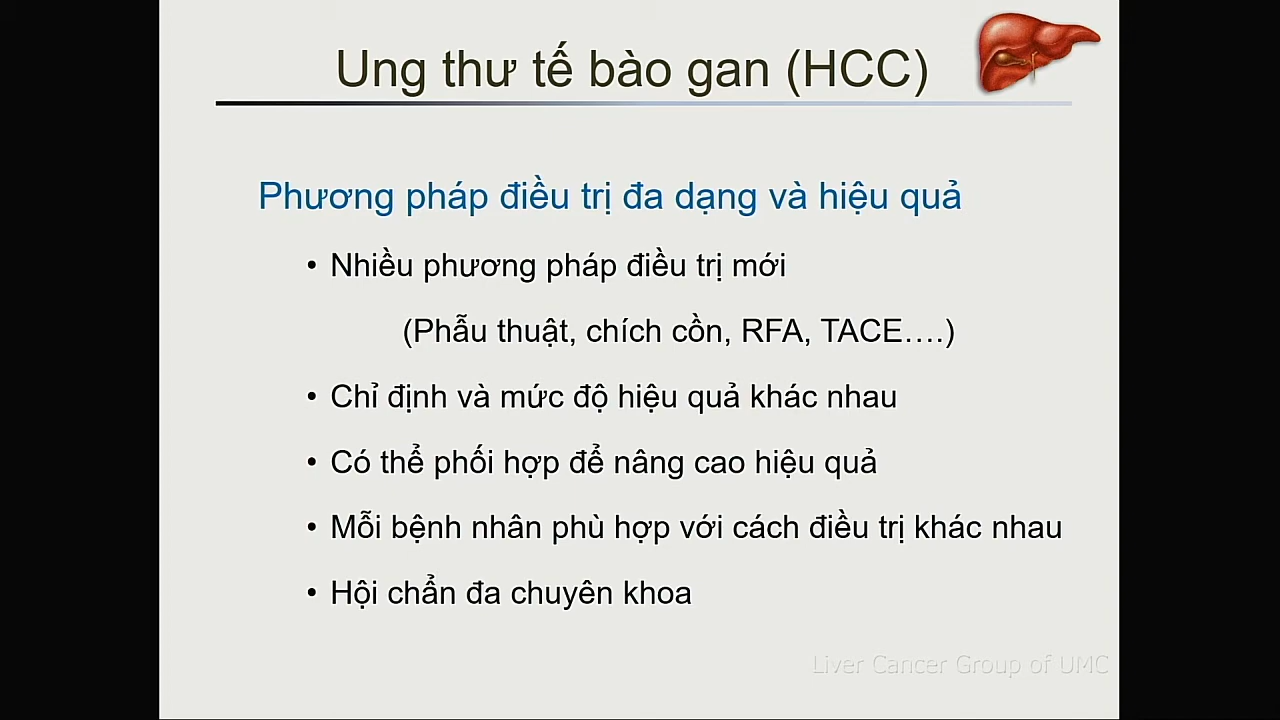 Ung thư tế bào gan (HCC)
Phương pháp điều trị đa dạng và hiệu quả
• Nhiều phương pháp điều trị mới
(Phẫu thuật, chích cồn, RFA, TACE….)
• Chỉ định và mức độ hiệu quả khác nhau
• Có thể phối hợp để nâng cao hiệu quả
• Mỗi bệnh nhân phù hợp với cách điều trị khác nhau
• Hội chẩn đa chuyên khoa
Liver Cancer Group of UMC